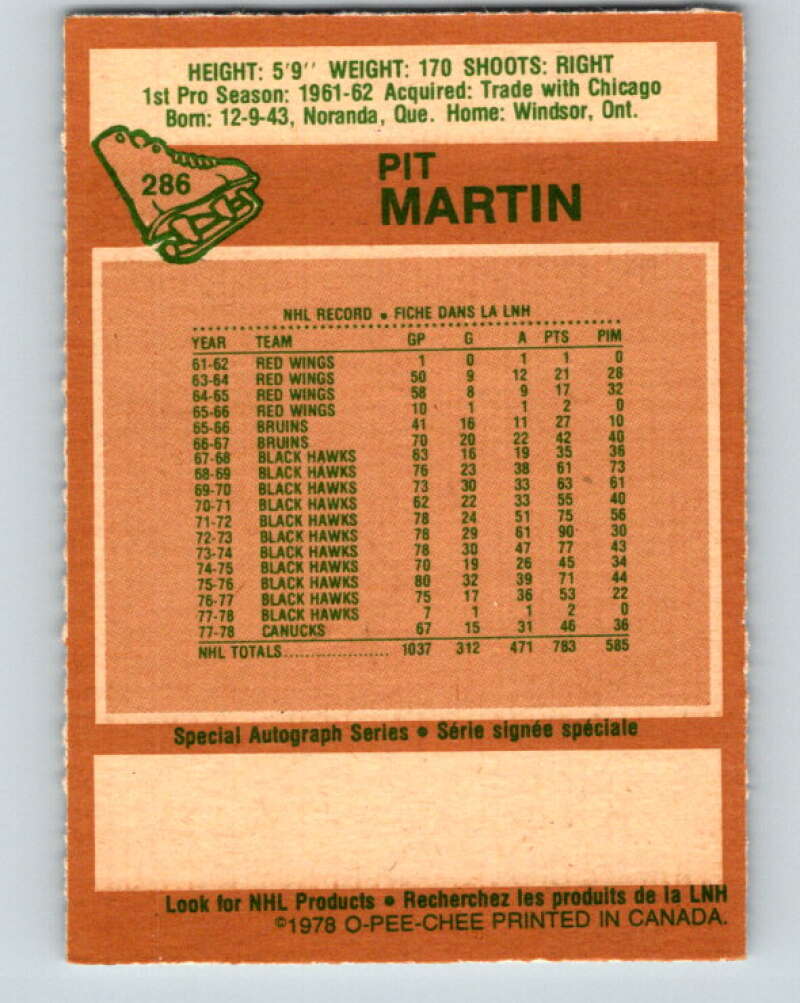 HEIGHT: 5'9'' WEIGHT: 170 SHOOTS: RIGHT
1st Pro Season: 1961-62 Acquired: Trade with Chicago
Born: 12-9-43, Noranda, Que. Home: Windsor, Ont.
286
PIT
MARTIN
NHL RECORD • FICHE DANS LA LNH
YEAR TEAM GP G A PTS PIM
61-62 RED WINGS 1 0 1 1 0
63-64 RED WINGS 50 9 12 21 28
64-65 RED WINGS 58 8 9 17 32
65-66 RED WINGS 10 1 1 2 0
65-66 BRUINS 41 16 11 27 10
66-67 BRUINS 70 20 22 42 40
67-68 BLACK HAWKS 63 16 19 35 36
68-69 BLACK HAWKS 76 23 38 61 73
69-70 BLACK HAWKS 73 30 33 63 61
70-71 BLACK HAWKS 62 22 33 55 40
71-72 BLACK HAWKS 78 24 51 75 56
72-73 BLACK HAWKS 78 29 61 90 30
73-74 BLACK HAWKS 78 30 47 77 43
74-75 BLACK HAWKS 70 19 26 45 34
75-76 BLACK HAWKS 80 32 39 71 44
76-77 BLACK HAWKS 75 17 36 53 22
77-78 BLACK HAWKS 7 1 1 2 0
77-78 CANUCKS 67 15 31 46 36
NHL TOTALS.................... 1037 312 471 783 585
Special Autograph Series • Série signée spéciale
Look for NHL Products • Recherchez les produits de la LNH
©1978 O-PEE-CHEE PRINTED IN CANADA.